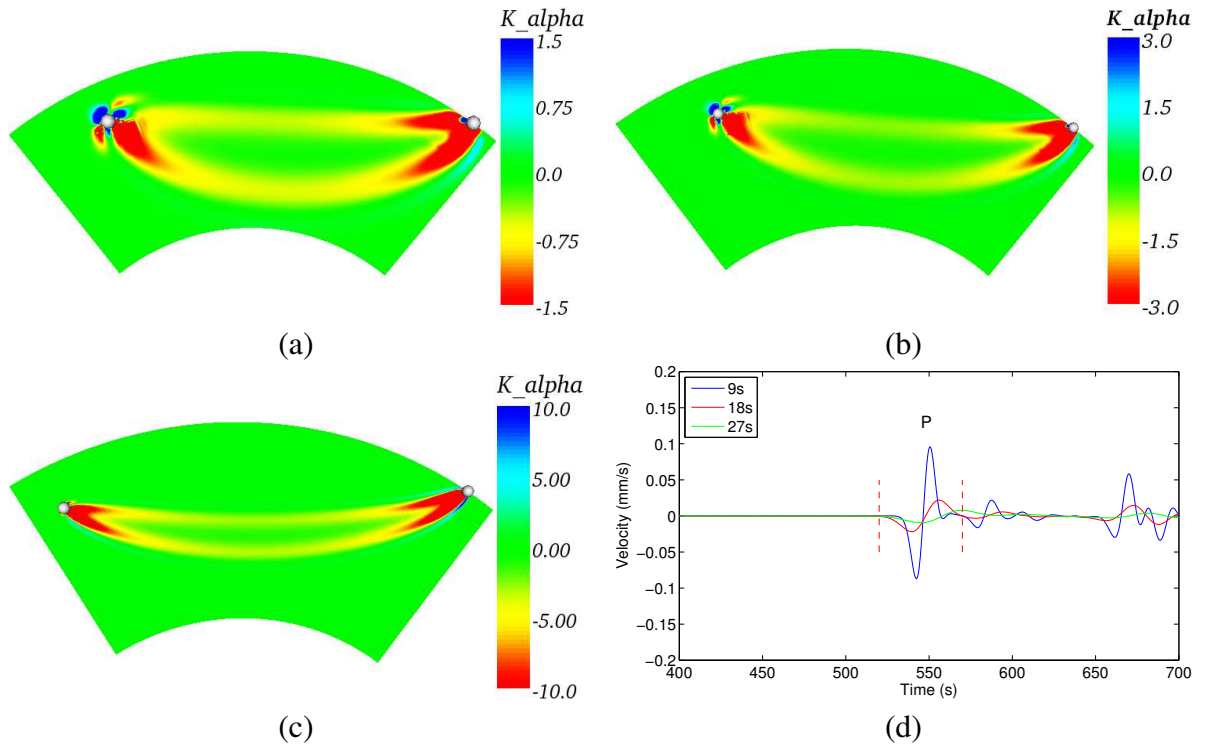 K_alpha
1.5
0.75
0.0
-0.75
-1.5
(a)
K_alpha
3.0
1.5
0.0
-1.5
-3.0
(b)
K_alpha
10.0
5.00
0.00
-5.00
-10.0
(c)
0.2
0.15
0.1
0.05
0
−0.05
−0.1
−0.15
−0.2
Velocity (mm/s)
9s
18s
27s
P
400 450 500 550 600 650 700
Time (s)
(d)